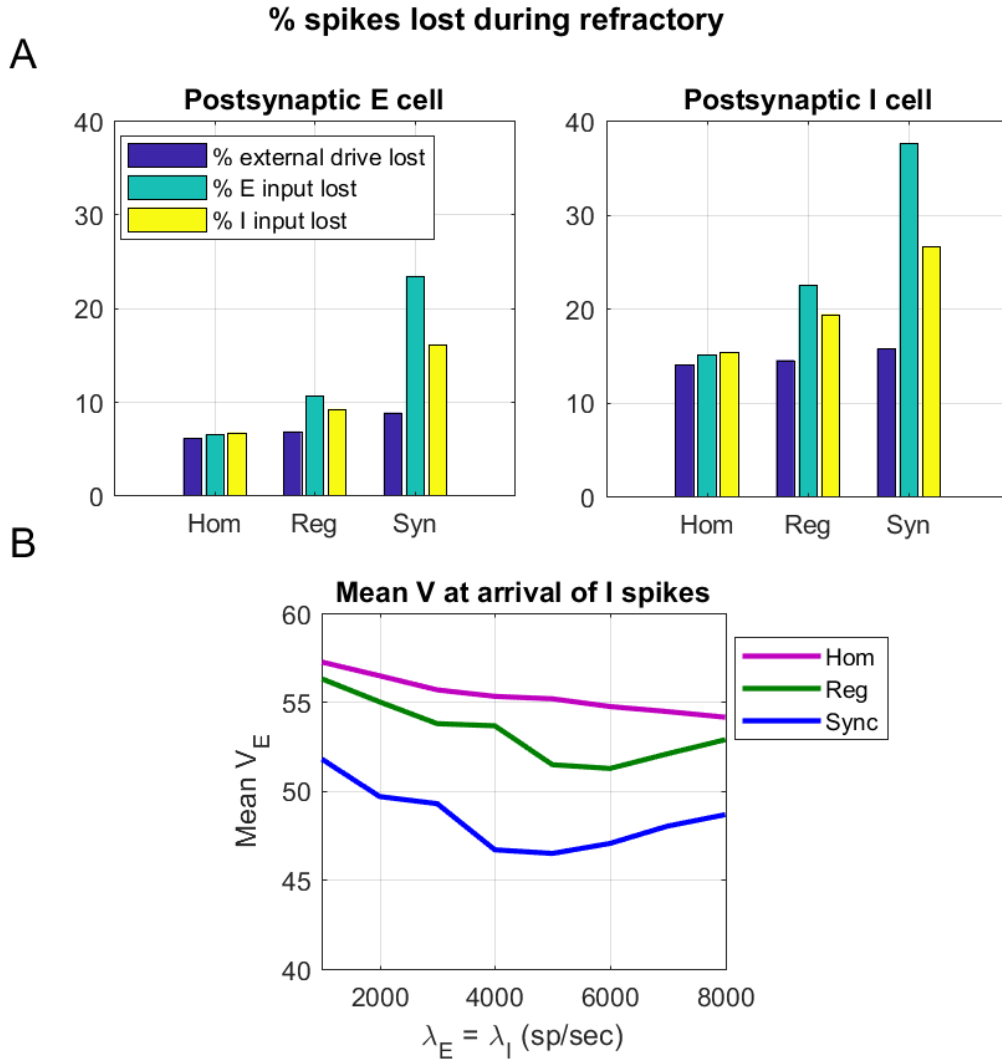 % spikes lost during refractory
A
Postsynaptic E cell
40
30
20
10
0
% external drive lost
% E input lost
% I input lost
Hom Reg Syn
Postsynaptic I cell
40
30
20
10
0
Hom Reg Syn
B
Mean V at arrival of I spikes
60
55
50
45
40
Mean V_E
2000 4000 6000 8000
λ_E = λ_I (sp/sec)
Hom
Reg
Sync